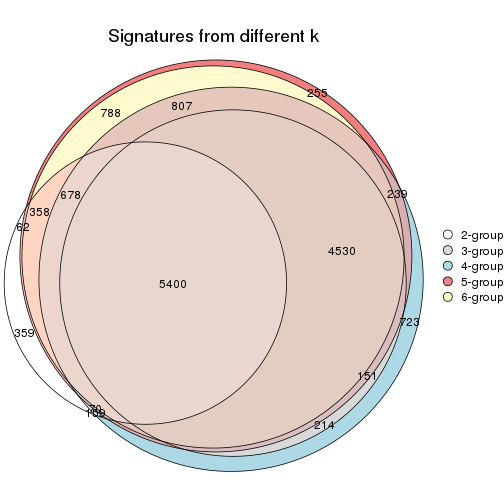 Signatures from different k
255
807
788
678
239
358
62
4530
5400
2-group
3-group
4-group
5-group
6-group
723
359
151
70
214